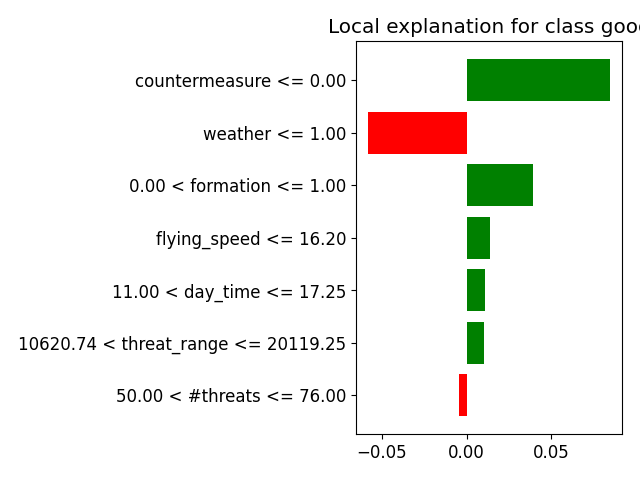 Local explanation for class good
countermeasure <= 0.00
weather <= 1.00
0.00 < formation <= 1.00
flying_speed <= 16.20
11.00 < day_time <= 17.25
10620.74 < threat_range <= 20119.25
50.00 < #threats <= 76.00
−0.05 0.00 0.05